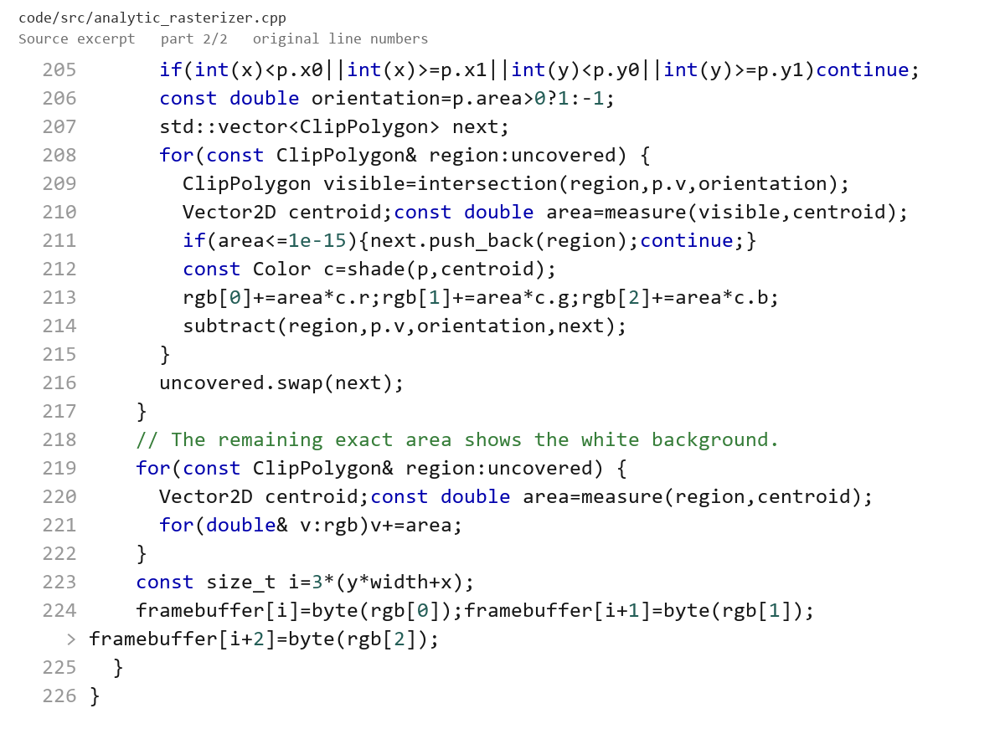 code/src/analytic_rasterizer.cpp
Source excerpt   part 2/2   original line numbers
205       if(int(x)<p.x0||int(x)>=p.x1||int(y)<p.y0||int(y)>=p.y1)continue;
206       const double orientation=p.area>0?1:-1;
207       std::vector<ClipPolygon> next;
208       for(const ClipPolygon& region:uncovered) {
209         ClipPolygon visible=intersection(region,p.v,orientation);
210         Vector2D centroid;const double area=measure(visible,centroid);
211         if(area<=1e-15){next.push_back(region);continue;}
212         const Color c=shade(p,centroid);
213         rgb[0]+=area*c.r;rgb[1]+=area*c.g;rgb[2]+=area*c.b;
214         subtract(region,p.v,orientation,next);
215       }
216       uncovered.swap(next);
217     }
218     // The remaining exact area shows the white background.
219     for(const ClipPolygon& region:uncovered) {
220       Vector2D centroid;const double area=measure(region,centroid);
221       for(double& v:rgb)v+=area;
222     }
223     const size_t i=3*(y*width+x);
224     framebuffer[i]=byte(rgb[0]);framebuffer[i+1]=byte(rgb[1]);
  > framebuffer[i+2]=byte(rgb[2]);
225   }
226 }